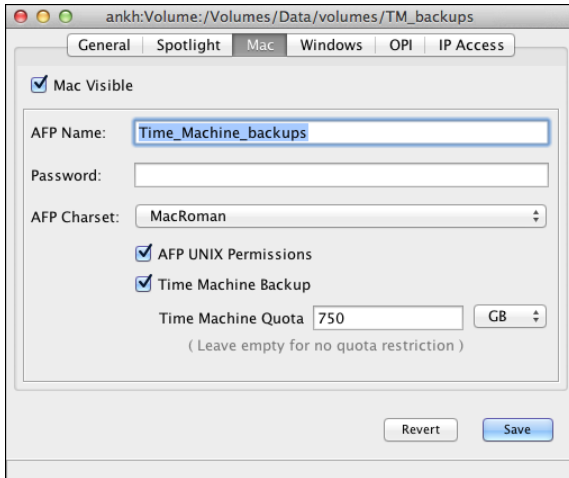 ankh:Volume:/Volumes/Data/volumes/TM_backups
General Spotlight Mac Windows OPI IP Access
Mac Visible
AFP Name: Time_Machine_backups
Password:
AFP Charset: MacRoman
AFP UNIX Permissions
Time Machine Backup
Time Machine Quota 750 GB
( Leave empty for no quota restriction )
Revert Save